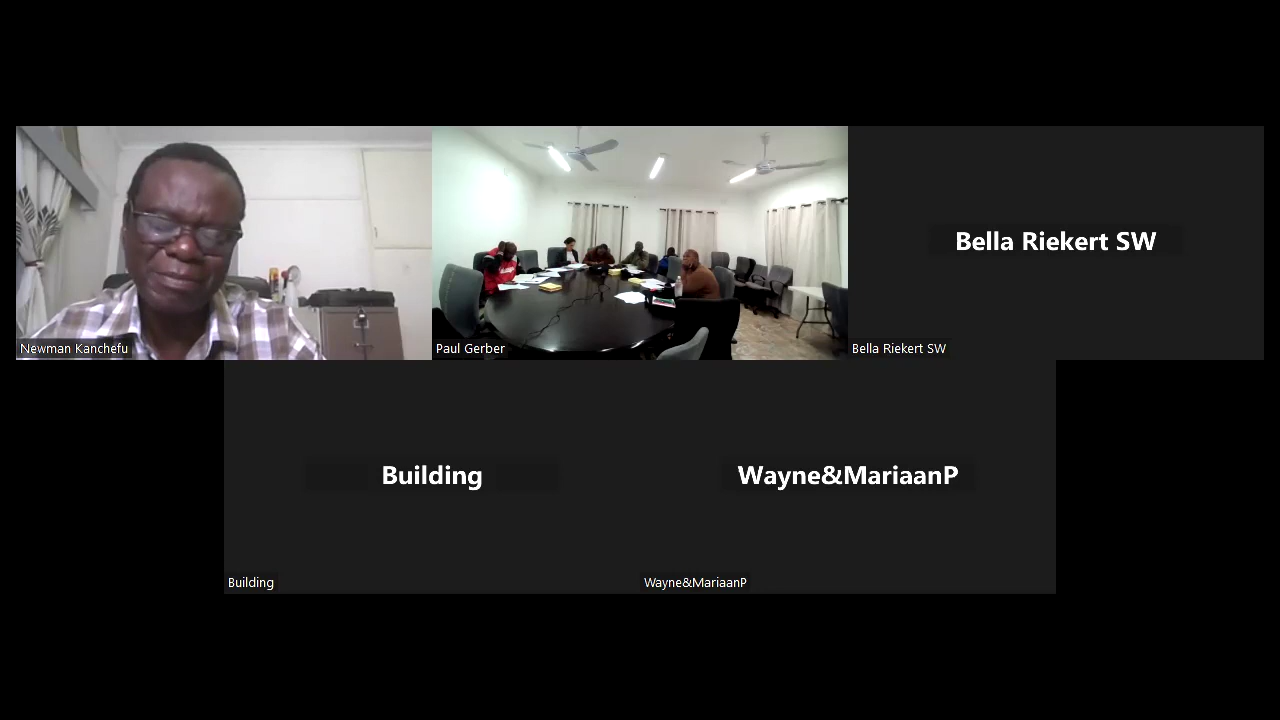 Bella Riekert SW
Newman Kanchefu
Paul Gerber
Bella Riekert SW
Building
Wayne&MariaanP
Building
Wayne&MariaanP